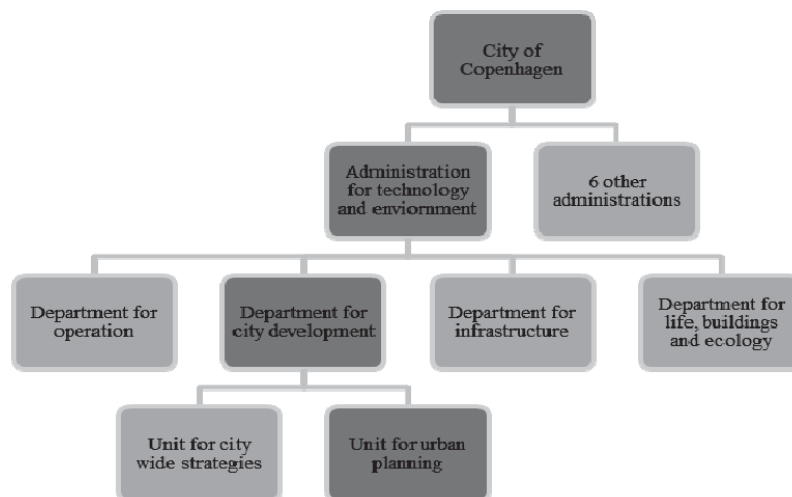 City of
Copenhagen
Administration
for technology
and enviornment
6 other
administrations
Department for
operation
Department for
city development
Department for
infrastructure
Department for
life, buildings
and ecology
Unit for city
wide strategies
Unit for urban
planning